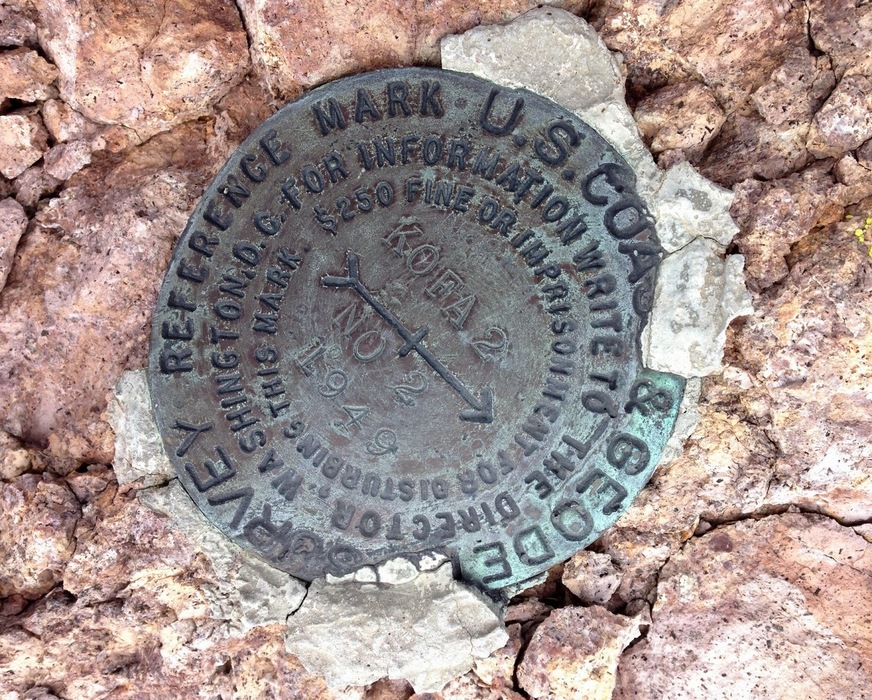 U.S. COAST & GEODE SURVEY REFERENCE MARK
FOR INFORMATION WRITE TO THE DIRECTOR WASHINGTON, D.C.
$250 FINE OR IMPRISONMENT FOR DISTURBING THIS MARK.
KOFA 2
NO 2
1949